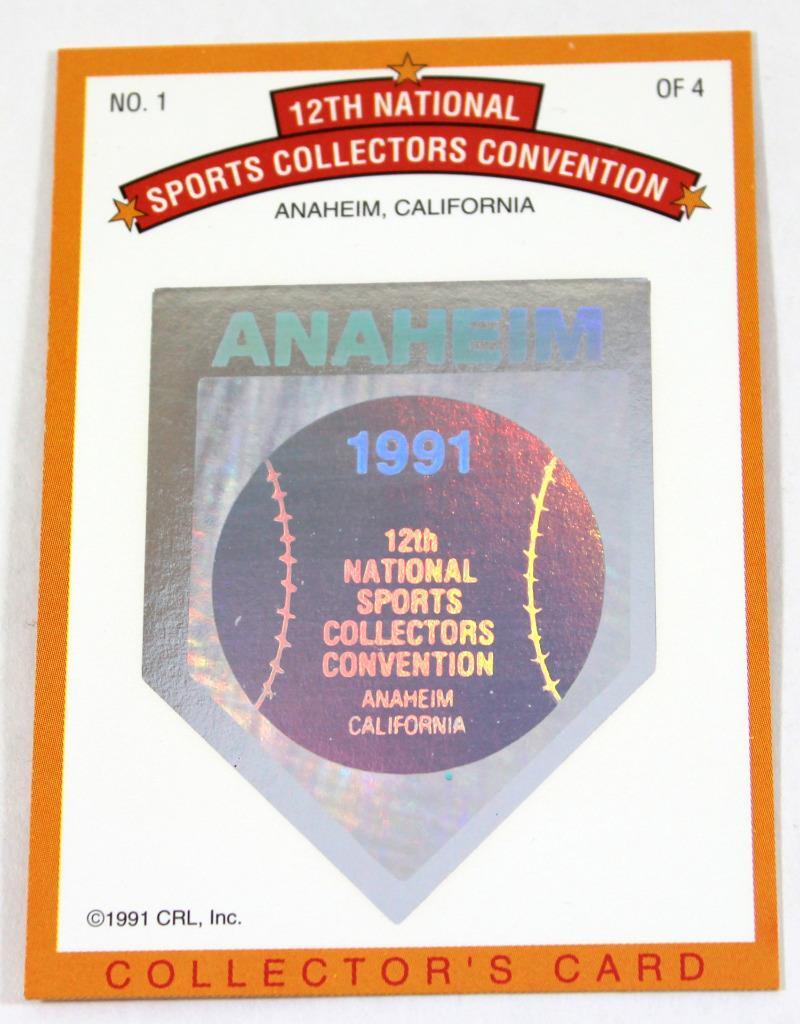 NO. 1
OF 4
12TH NATIONAL
SPORTS COLLECTORS CONVENTION
ANAHEIM, CALIFORNIA
ANAHEIM
1991
12th
NATIONAL
SPORTS
COLLECTORS
CONVENTION
ANAHEIM
CALIFORNIA
©1991 CRL, Inc.
COLLECTOR'S CARD